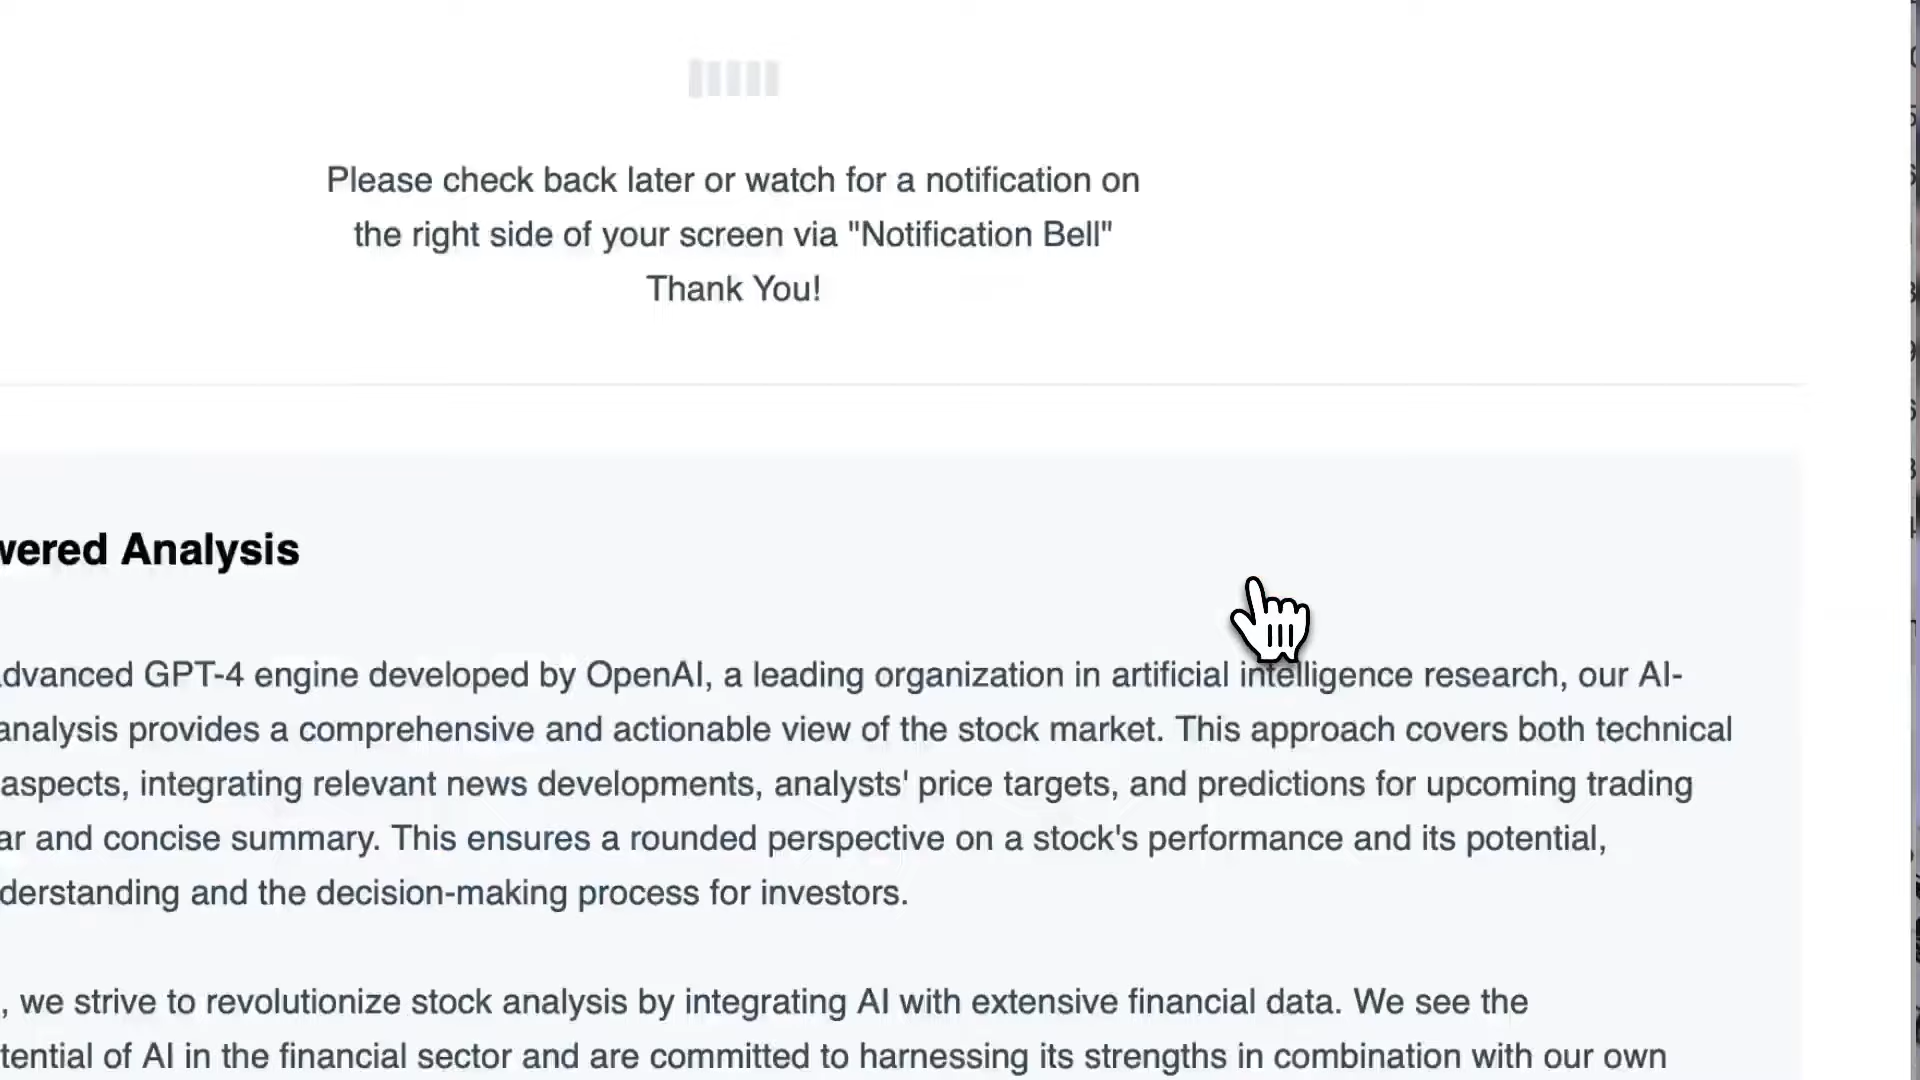 Please check back later or watch for a notification on
the right side of your screen via "Notification Bell"
Thank You!
wered Analysis
dvanced GPT-4 engine developed by OpenAI, a leading organization in artificial intelligence research, our AI-
analysis provides a comprehensive and actionable view of the stock market. This approach covers both technical
aspects, integrating relevant news developments, analysts' price targets, and predictions for upcoming trading
ar and concise summary. This ensures a rounded perspective on a stock's performance and its potential,
derstanding and the decision-making process for investors.
, we strive to revolutionize stock analysis by integrating AI with extensive financial data. We see the
tential of AI in the financial sector and are committed to harnessing its strengths in combination with our own